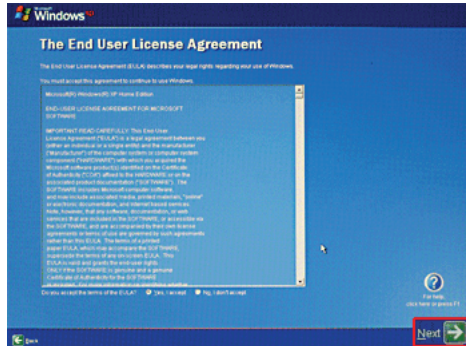 Microsoft
Windows xp
The End User License Agreement
The End User License Agreement (EULA) describes your legal rights regarding your use of Windows.
You must accept this agreement to continue to use Windows.
Microsoft(R) Windows(R) XP Home Edition
END-USER LICENSE AGREEMENT FOR MICROSOFT
SOFTWARE
IMPORTANT-READ CAREFULLY: This End User
License Agreement ("EULA") is a legal agreement between you
(either an individual or a single entity) and the manufacturer
("Manufacturer") of the computer system or computer system
component ("HARDWARE") with which you acquired the
Microsoft software product(s) identified on the Certificate
of Authenticity ("COA") affixed to the HARDWARE or on the
associated product documentation ("SOFTWARE"). The
SOFTWARE includes Microsoft computer software,
and may include associated media, printed materials, "online"
or electronic documentation, and Internet based services.
Note, however, that any software, documentation, or web
services that are included in the SOFTWARE, or accessible via
the SOFTWARE, and are accompanied by their own license
agreements or terms of use are governed by such agreements
rather than this EULA. The terms of a printed
paper EULA, which may accompany the SOFTWARE,
supersede the terms of any on-screen EULA. This
EULA is valid and grants the end-user rights
ONLY if the SOFTWARE is genuine and a genuine
Certificate of Authenticity for the SOFTWARE
is included. For more information on identifying whether
Do you accept the terms of the EULA? Yes, I accept No, I don't accept
For help,
click here or press F1
Back
Next